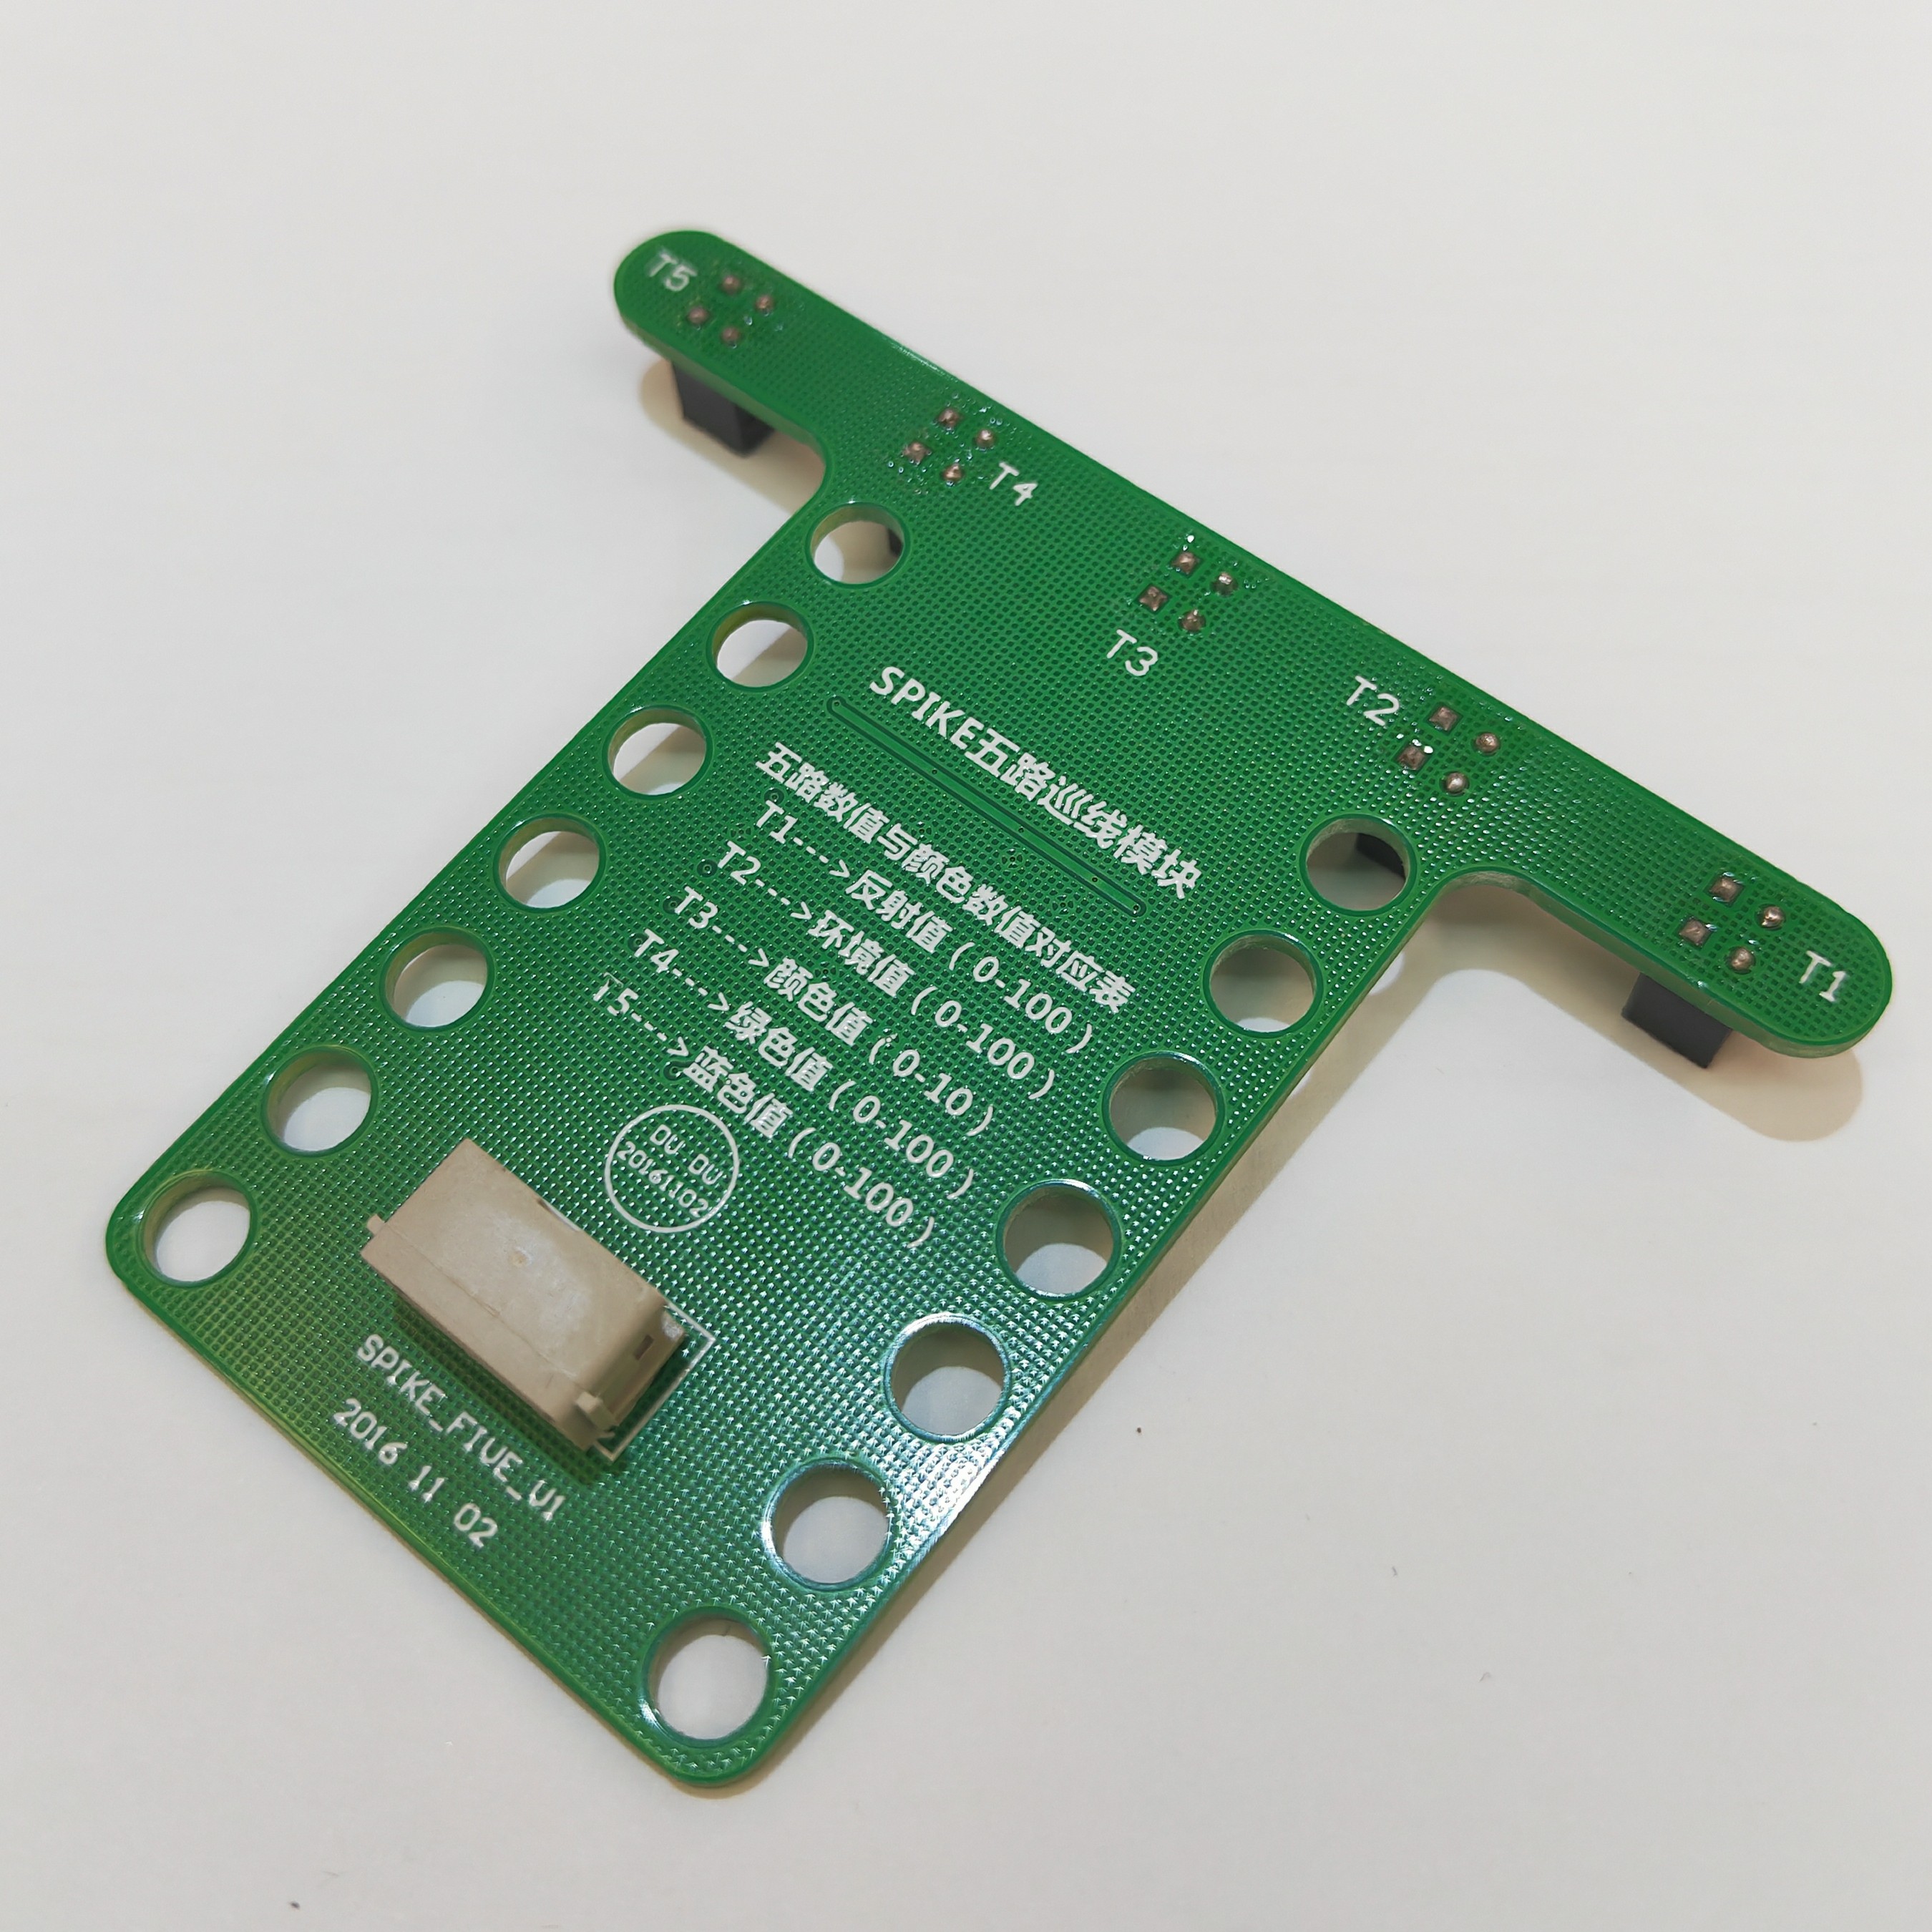 T5
T4
T3
T2
T1
SPIKE五路巡线模块
五路数值与颜色数值对应表
T1--->反射值（0-100）
T2---->环境值（0-100）
T3--->颜色值（0-10）
T4---->绿色值（0-100）
T5---->蓝色值（0-100）
DU DU
20161102
SPIKE_FIVE_V1
2016 11 02